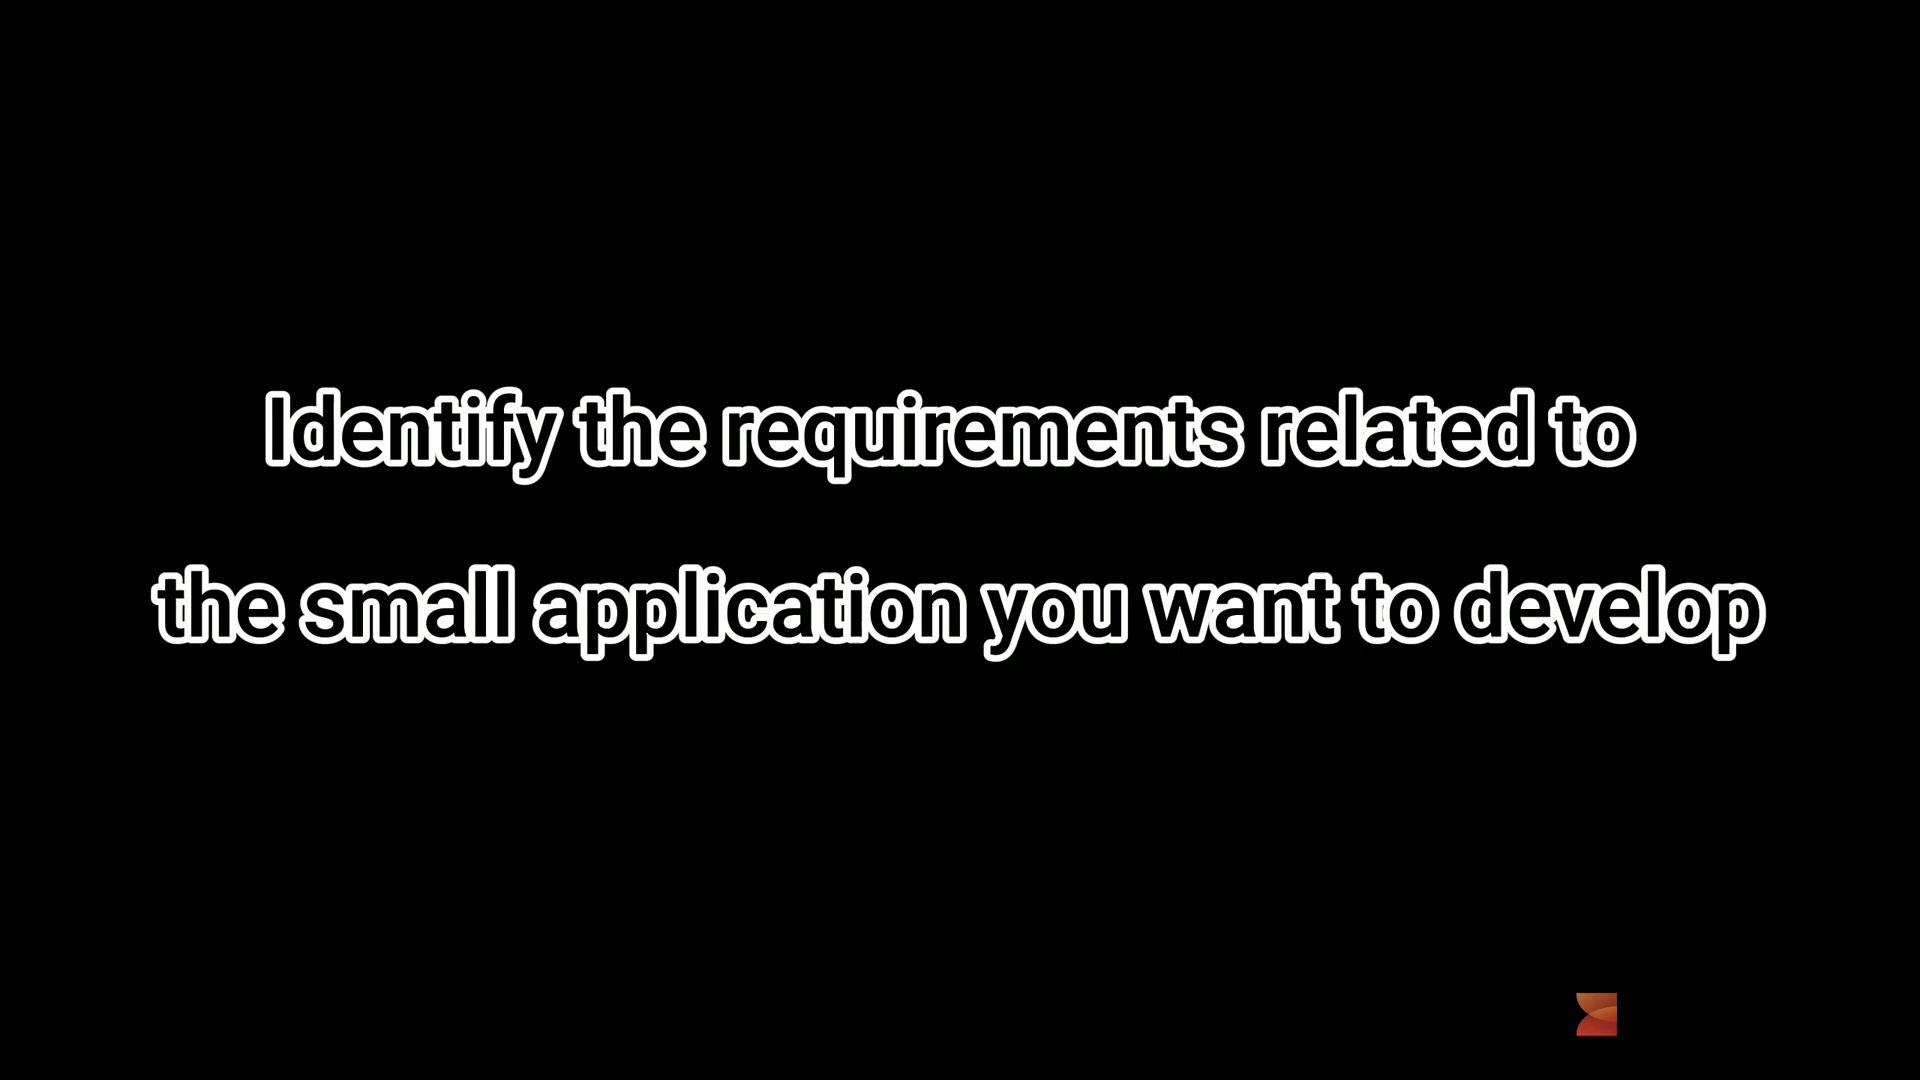 Identify the requirements related to
the small application you want to develop